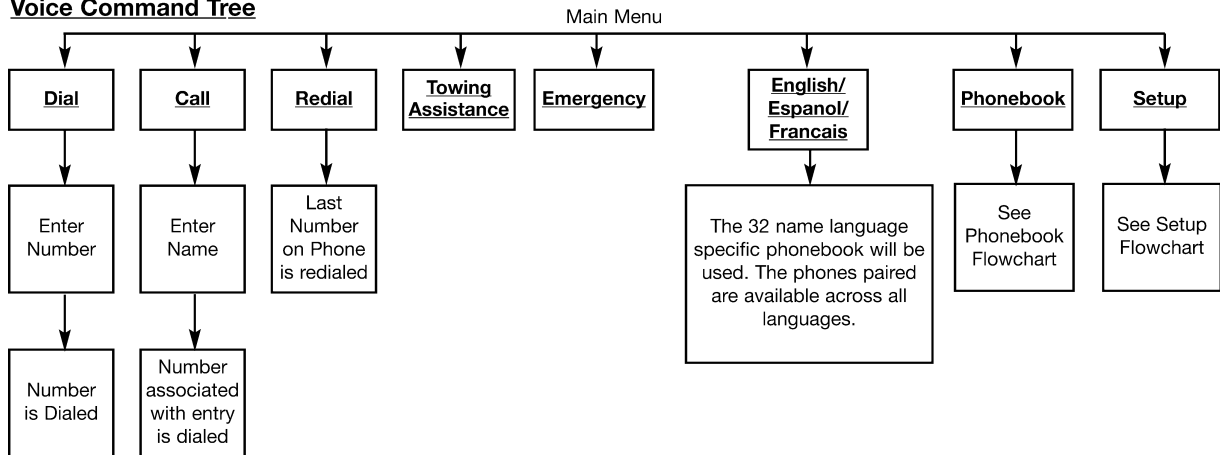 Voice Command Tree
Main Menu
Dial
Call
Redial
Towing
Assistance
Emergency
English/
Espanol/
Francais
Phonebook
Setup
Enter
Number
Enter
Name
Last
Number
on Phone
is redialed
The 32 name language
specific phonebook will be
used. The phones paired
are available across all
languages.
See
Phonebook
Flowchart
See Setup
Flowchart
Number
is Dialed
Number
associated
with entry
is dialed